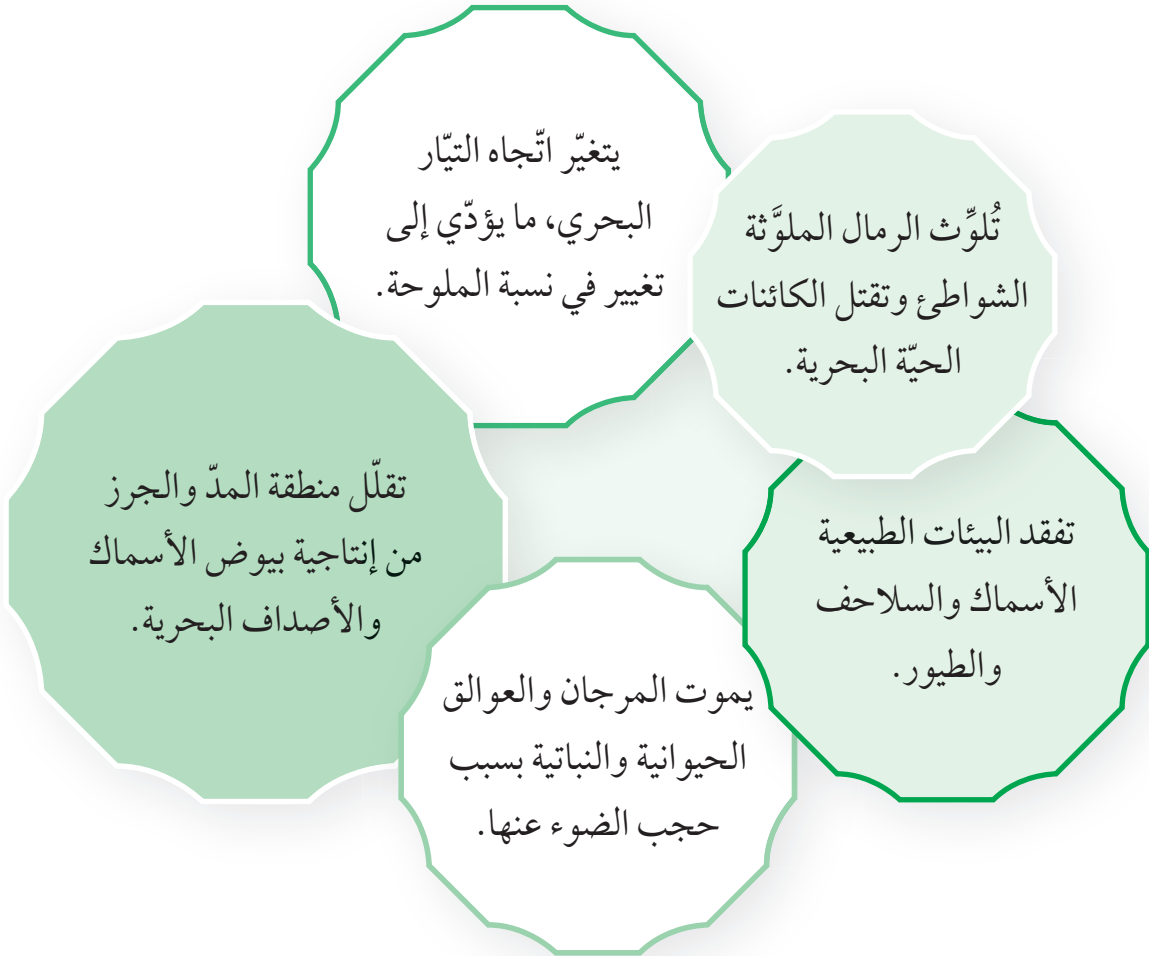 تُلوِّث الرمال الملوَّثة
الشواطئ وتقتل الكائنات
الحيّة البحرية.
يتغيّر اتّجاه التيّار
البحري، ما يؤدّي إلى
تغيير في نسبة الملوحة.
تقلّل منطقة المدّ والجرز
من إنتاجية بيوض الأسماك
والأصداف البحرية.
يموت المرجان والعوالق
الحيوانية والنباتية بسبب
حجب الضوء عنها.
تفقد البيئات الطبيعية
الأسماك والسلاحف
والطيور.